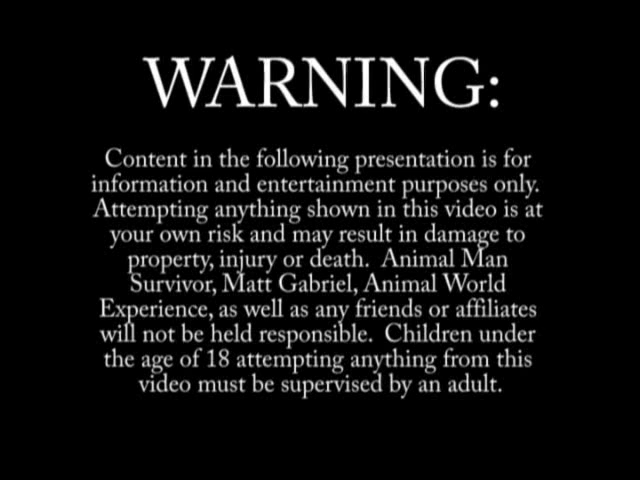 WARNING:
Content in the following presentation is for
information and entertainment purposes only.
Attempting anything shown in this video is at
your own risk and may result in damage to
property, injury or death.  Animal Man
Survivor, Matt Gabriel, Animal World
Experience, as well as any friends or affiliates
will not be held responsible.  Children under
the age of 18 attempting anything from this
video must be supervised by an adult.